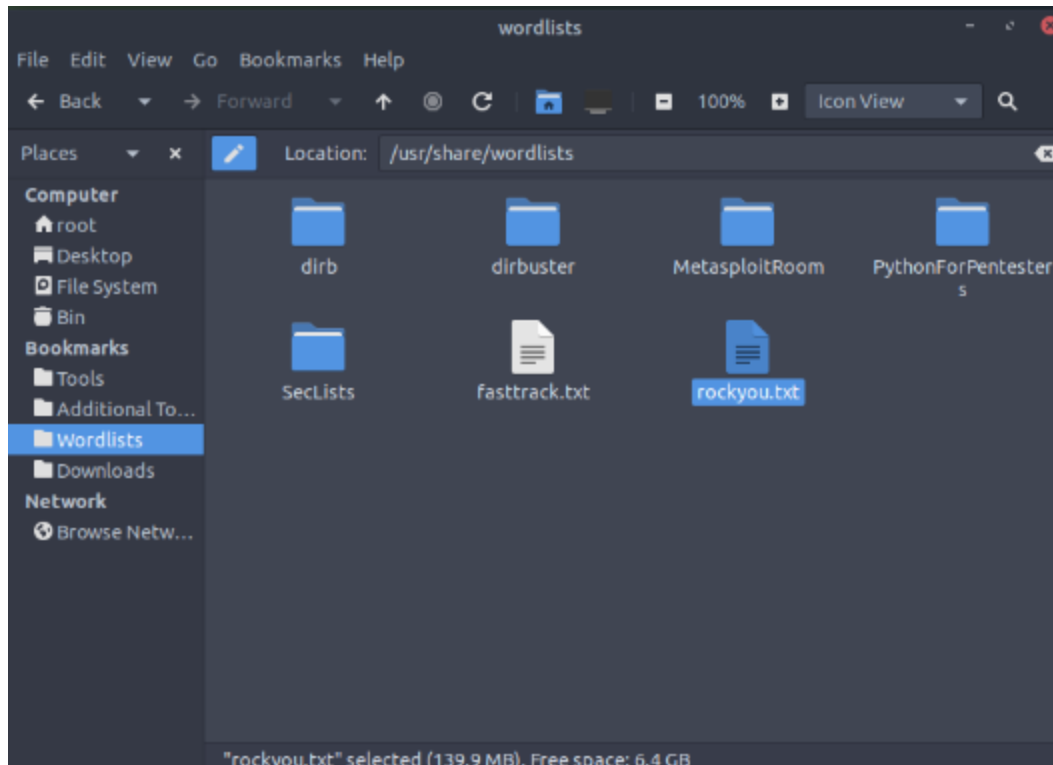 wordlists
File Edit View Go Bookmarks Help
Back Forward 100% Icon View
Places Location: /usr/share/wordlists
Computer
root
Desktop
File System
Bin
Bookmarks
Tools
Additional To...
Wordlists
Downloads
Network
Browse Netw...
dirb dirbuster MetasploitRoom PythonForPentester
s
SecLists fasttrack.txt rockyou.txt
"rockyou.txt" selected (139.9 MB), Free space: 6.4 GB